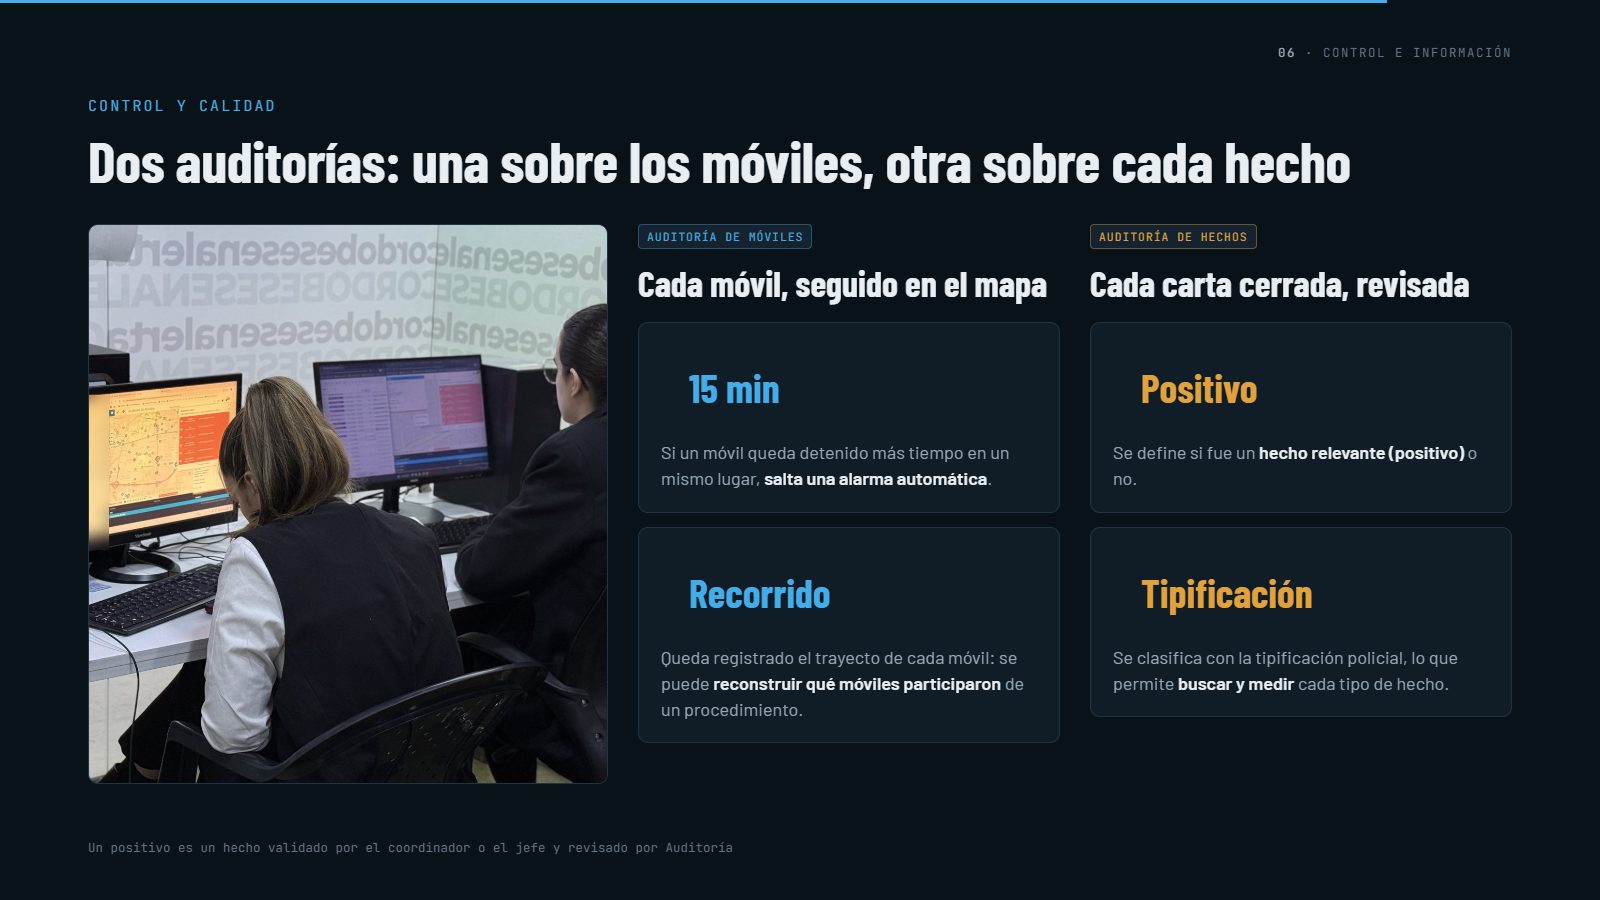 06 · CONTROL E INFORMACIÓN
CONTROL Y CALIDAD
Dos auditorías: una sobre los móviles, otra sobre cada hecho
AUDITORÍA DE MÓVILES
Cada móvil, seguido en el mapa
15 min
Si un móvil queda detenido más tiempo en un
mismo lugar, salta una alarma automática.
Recorrido
Queda registrado el trayecto de cada móvil: se
puede reconstruir qué móviles participaron de
un procedimiento.
AUDITORÍA DE HECHOS
Cada carta cerrada, revisada
Positivo
Se define si fue un hecho relevante (positivo) o
no.
Tipificación
Se clasifica con la tipificación policial, lo que
permite buscar y medir cada tipo de hecho.
Un positivo es un hecho validado por el coordinador o el jefe y revisado por Auditoría